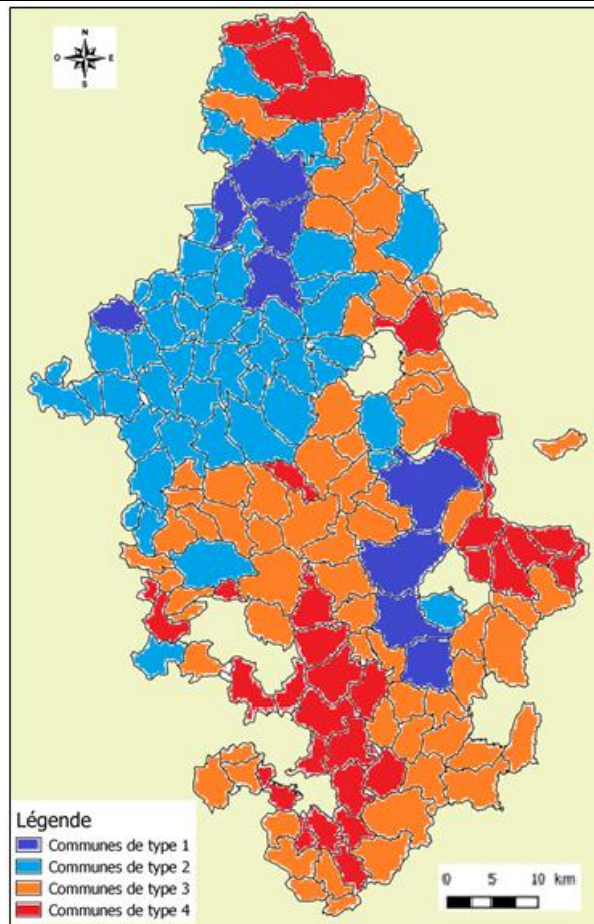 N
O E
S
Légende
Communes de type 1
Communes de type 2
Communes de type 3
Communes de type 4
0 5 10 km